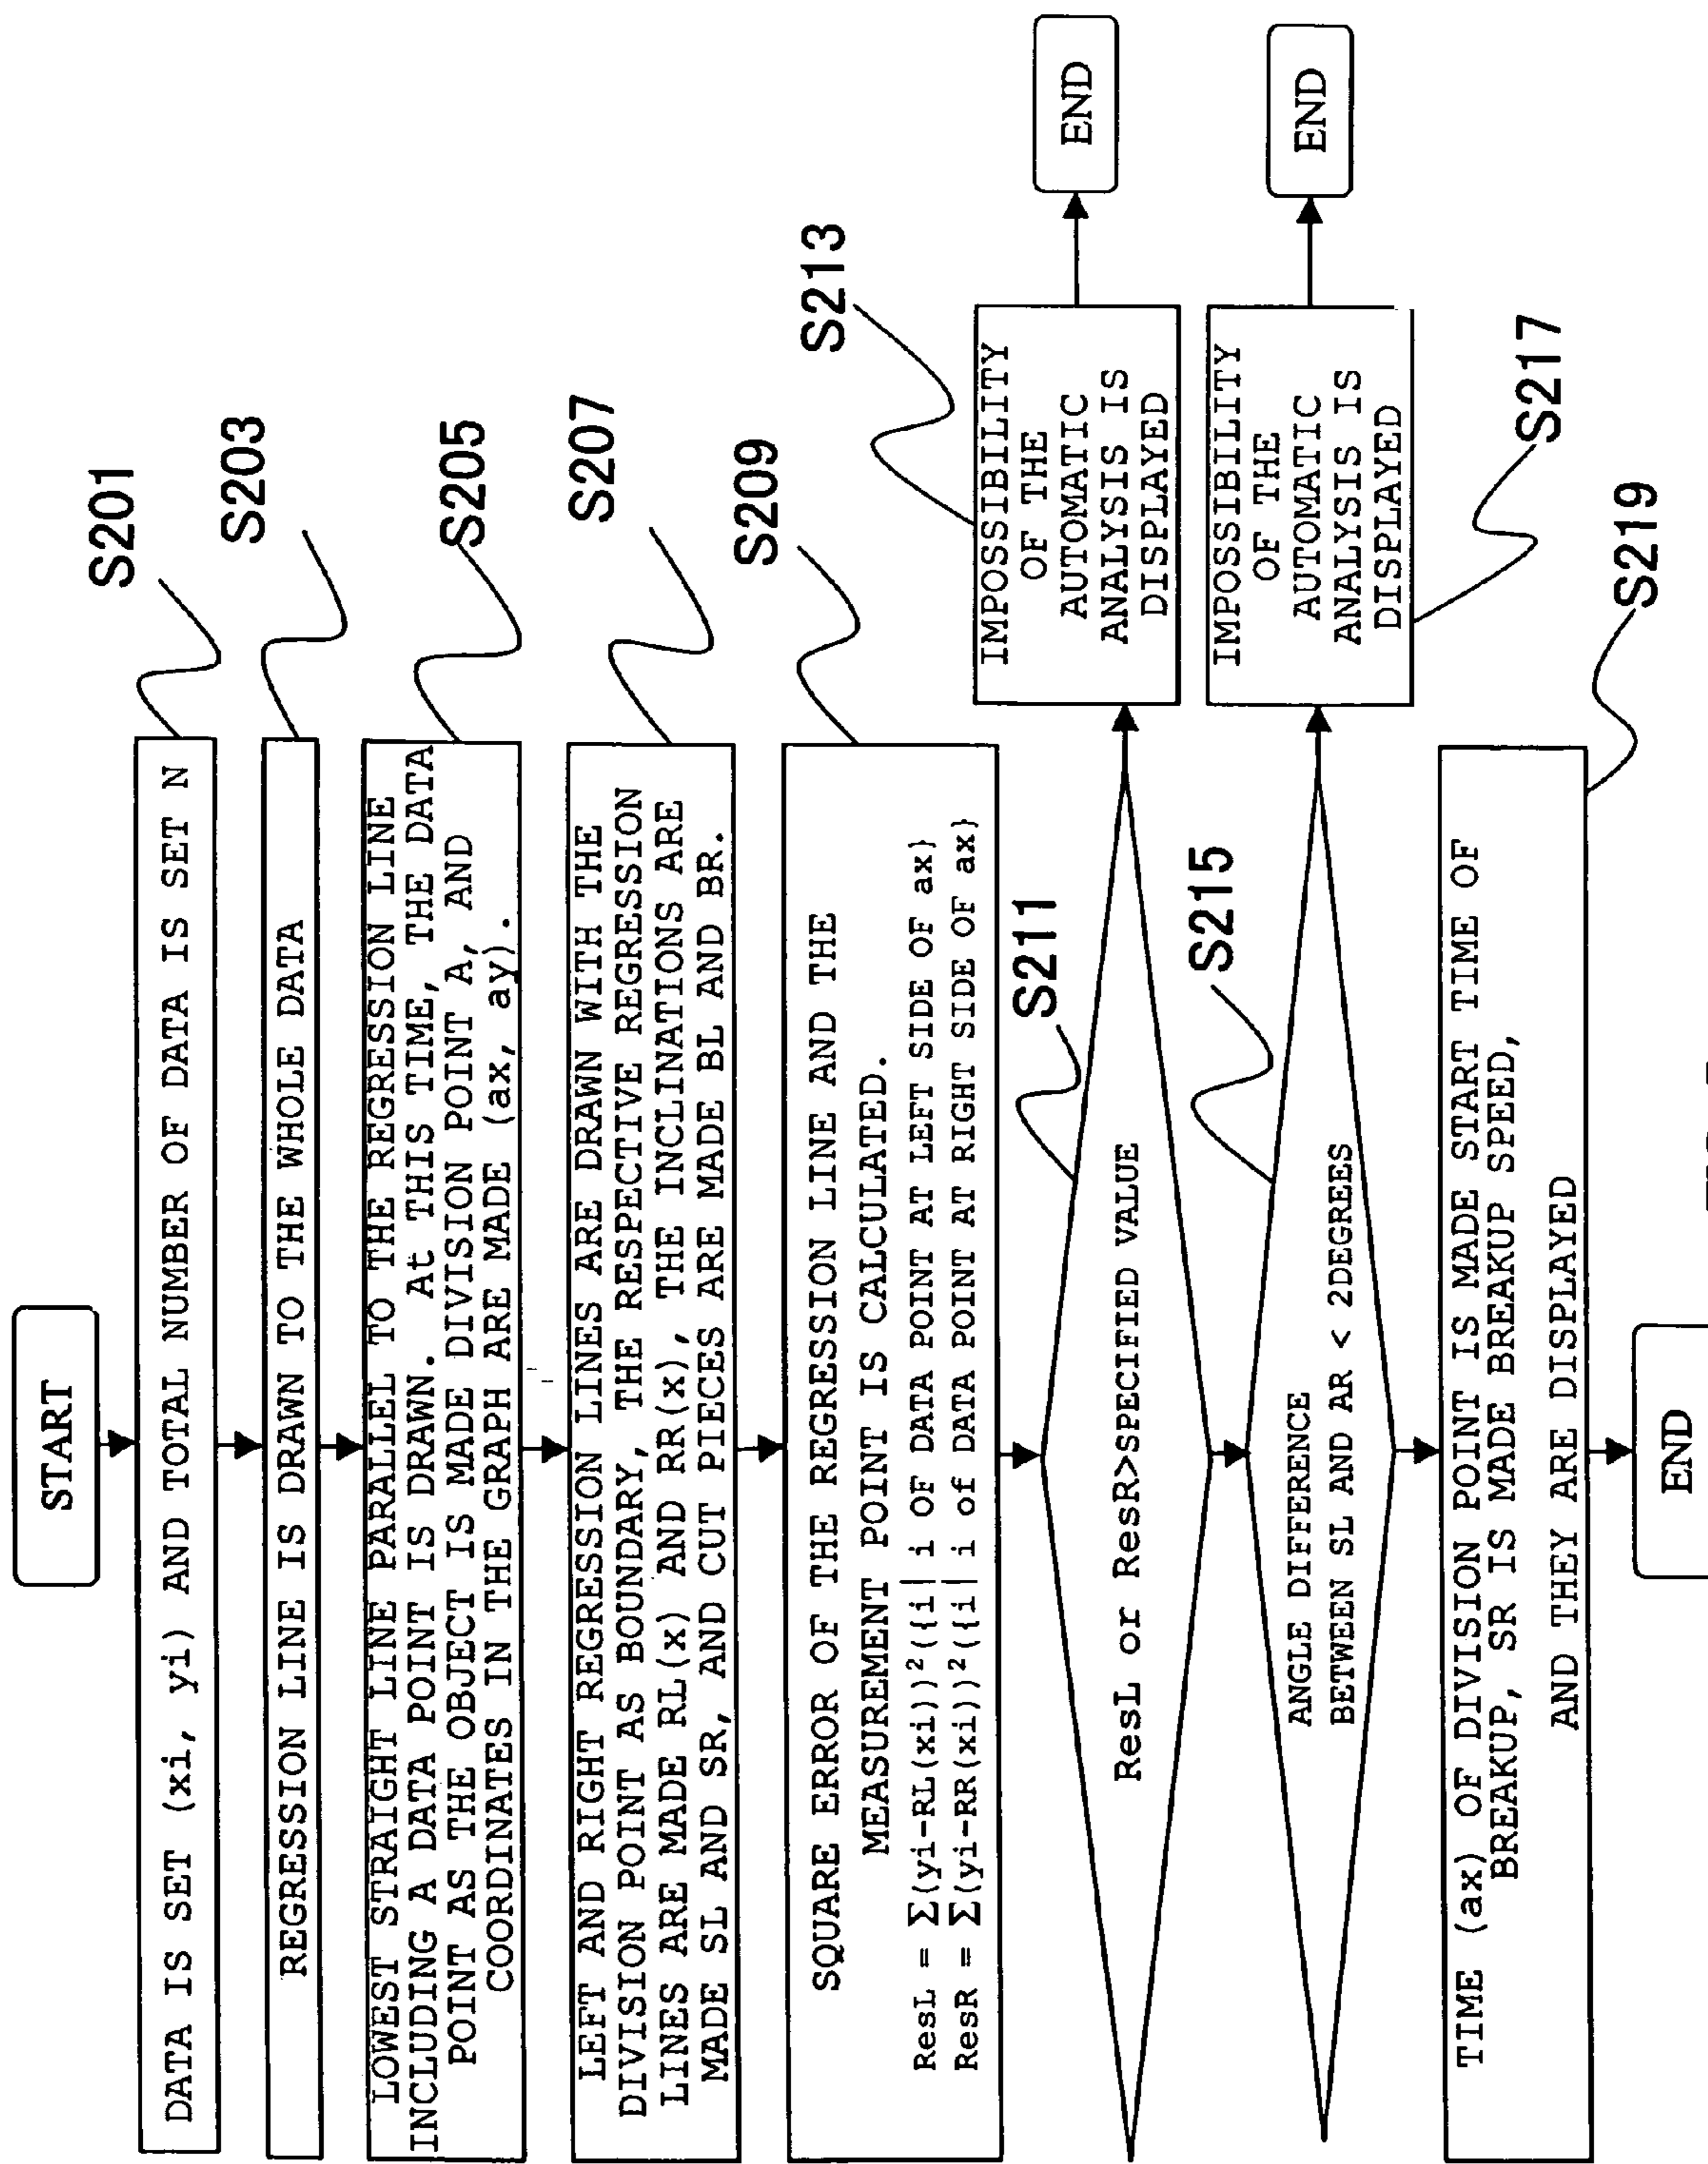 START
DATA IS SET (xi, yi) AND TOTAL NUMBER OF DATA IS SET N
S201
REGRESSION LINE IS DRAWN TO THE WHOLE DATA
S203
LOWEST STRAIGHT LINE PARALLEL TO THE REGRESSION LINE
INCLUDING A DATA POINT IS DRAWN. At THIS TIME, THE DATA
POINT AS THE OBJECT IS MADE DIVISION POINT A, AND
COORDINATES IN THE GRAPH ARE MADE (ax, ay).
S205
LEFT AND RIGHT REGRESSION LINES ARE DRAWN WITH THE
DIVISION POINT AS BOUNDARY, THE RESPECTIVE REGRESSION
LINES ARE MADE RL(x) AND RR(x), THE INCLINATIONS ARE
MADE SL AND SR, AND CUT PIECES ARE MADE BL AND BR.
S207
SQUARE ERROR OF THE REGRESSION LINE AND THE
MEASUREMENT POINT IS CALCULATED.
ResL = Σ(yi-RL(xi))²({i| i OF DATA POINT AT LEFT SIDE OF ax}
ResR = Σ(yi-RR(xi))²({i| i of DATA POINT AT RIGHT SIDE OF ax}
S209
ResL or ResR>SPECIFIED VALUE
S211
IMPOSSIBILITY
OF THE
AUTOMATIC
ANALYSIS IS
DISPLAYED
S213
END
ANGLE DIFFERENCE
BETWEEN SL AND AR < 2DEGREES
S215
IMPOSSIBILITY
OF THE
AUTOMATIC
ANALYSIS IS
DISPLAYED
S217
END
TIME (ax) OF DIVISION POINT IS MADE START TIME OF
BREAKUP, SR IS MADE BREAKUP SPEED,
AND THEY ARE DISPLAYED
S219
END